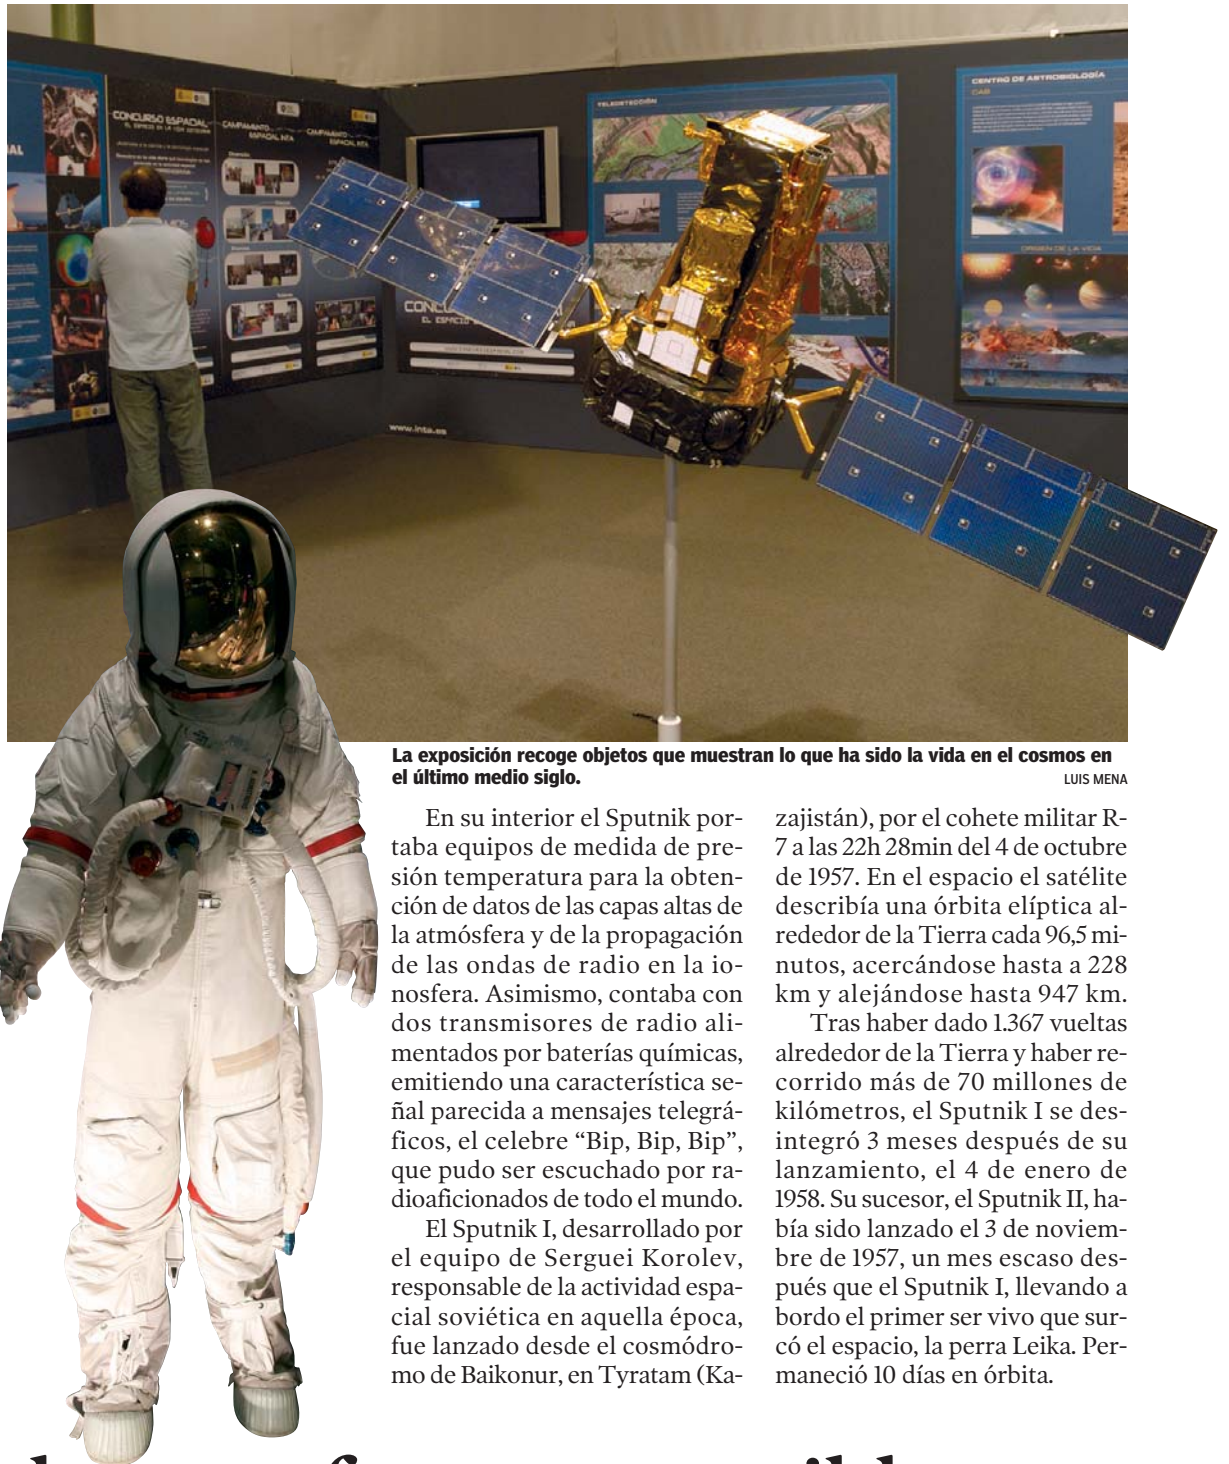 CONCURSO ESPACIAL
EL ESPACIO EN LA VIDA COTIDIANA
CAMPAMENTO
ESPACIAL INTA
CAMPAMENTO
ESPACIAL INTA
TELEDETECCIÓN
CENTRO DE ASTROBIOLOGÍA
CAB
ORIGEN DE LA VIDA
www.inta.es
La exposición recoge objetos que muestran lo que ha sido la vida en el cosmos en
el último medio siglo.
LUIS MENA
En su interior el Sputnik por-
taba equipos de medida de pre-
sión temperatura para la obten-
ción de datos de las capas altas de
la atmósfera y de la propagación
de las ondas de radio en la io-
nosfera. Asimismo, contaba con
dos transmisores de radio ali-
mentados por baterías químicas,
emitiendo una característica se-
ñal parecida a mensajes telegrá-
ficos, el celebre “Bip, Bip, Bip”,
que pudo ser escuchado por ra-
dioaficionados de todo el mundo.
El Sputnik I, desarrollado por
el equipo de Serguei Korolev,
responsable de la actividad espa-
cial soviética en aquella época,
fue lanzado desde el cosmódro-
mo de Baikonur, en Tyratam (Ka-
zajistán), por el cohete militar R-
7 a las 22h 28min del 4 de octubre
de 1957. En el espacio el satélite
describía una órbita elíptica al-
rededor de la Tierra cada 96,5 mi-
nutos, acercándose hasta a 228
km y alejándose hasta 947 km.
Tras haber dado 1.367 vueltas
alrededor de la Tierra y haber re-
corrido más de 70 millones de
kilómetros, el Sputnik I se des-
integró 3 meses después de su
lanzamiento, el 4 de enero de
1958. Su sucesor, el Sputnik II, ha-
bía sido lanzado el 3 de noviem-
bre de 1957, un mes escaso des-
pués que el Sputnik I, llevando a
bordo el primer ser vivo que sur-
có el espacio, la perra Leika. Per-
maneció 10 días en órbita.